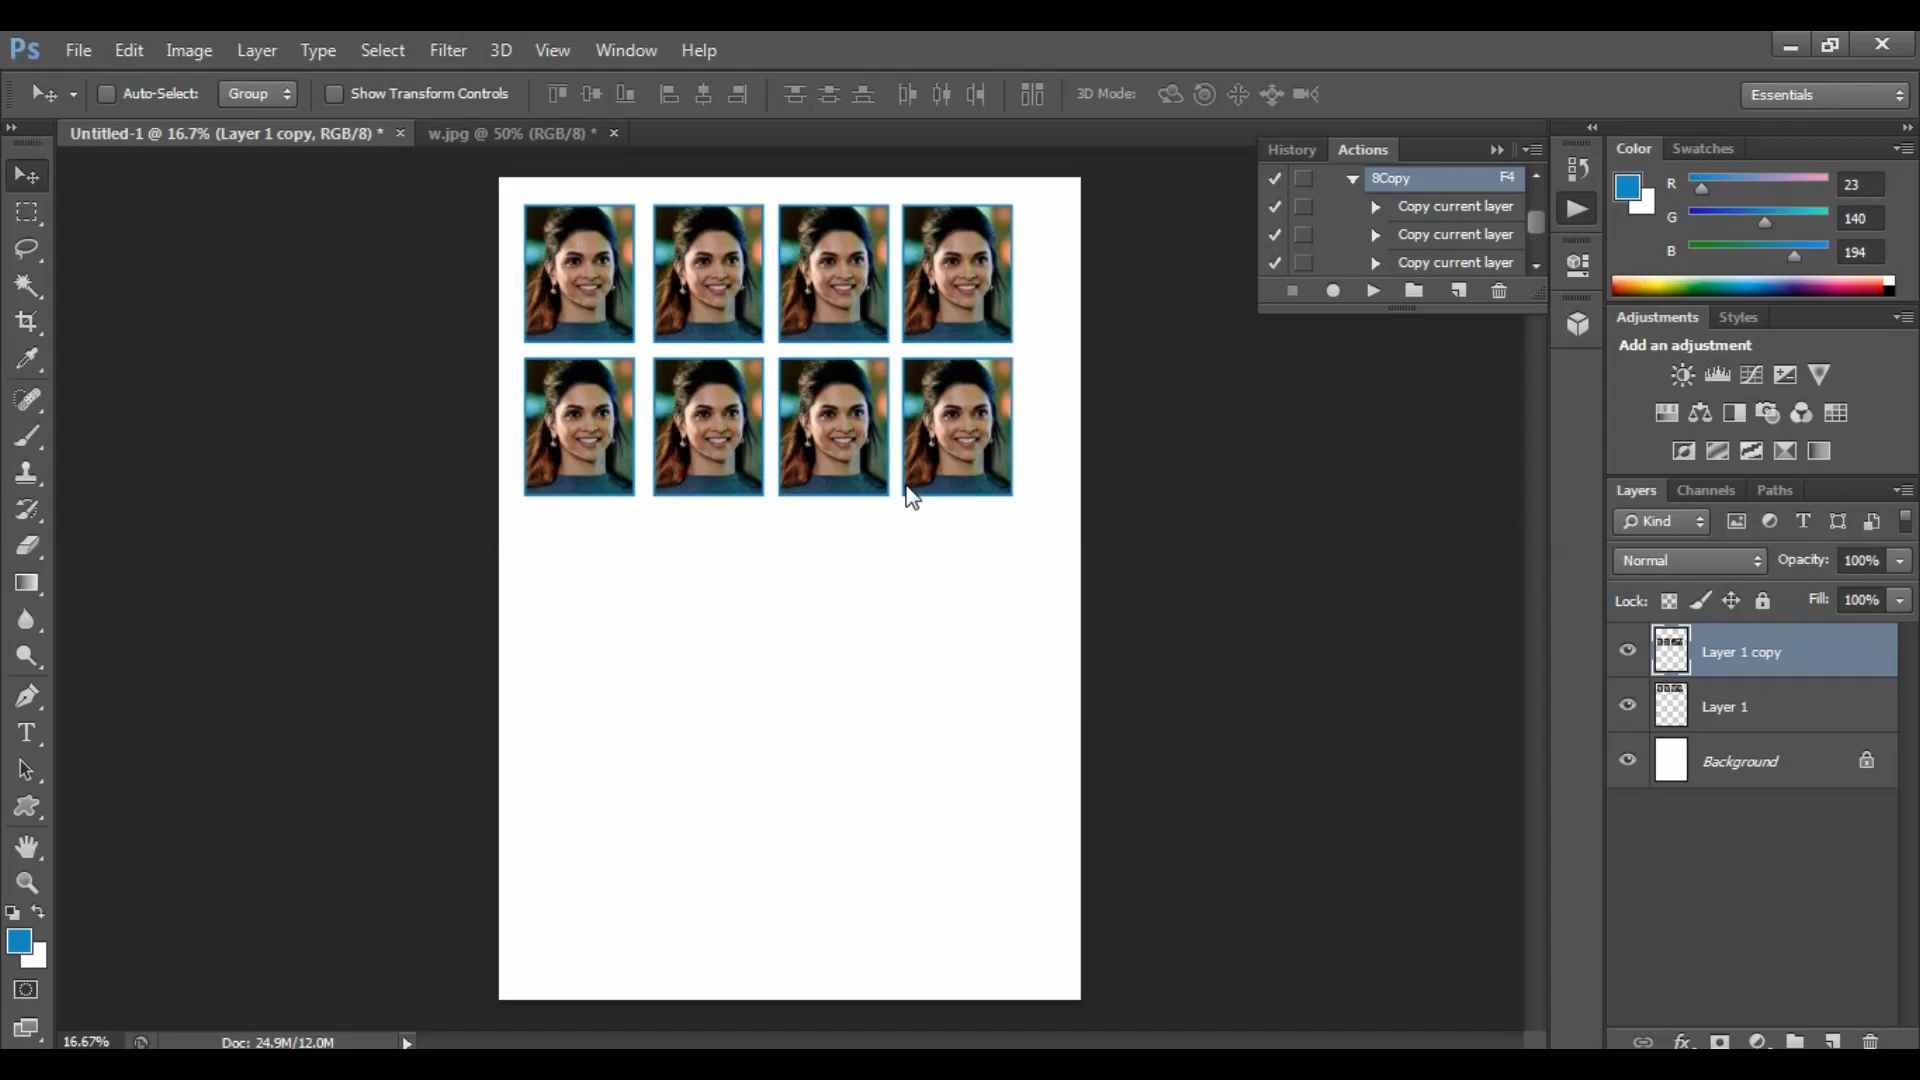 Ps File Edit Image Layer Type Select Filter 3D View Window Help
Auto-Select: Group Show Transform Controls 3D Mode: Essentials
Untitled-1 @ 16.7% (Layer 1 copy, RGB/8) * × w.jpg @ 50% (RGB/8) * ×
History Actions
8Copy F4
Copy current layer
Copy current layer
Copy current layer
Color Swatches
R 23
G 140
B 194
Adjustments Styles
Add an adjustment
Layers Channels Paths
Kind
Normal Opacity: 100%
Lock: Fill: 100%
Layer 1 copy
Layer 1
Background
16.67% Doc: 24.9M/12.0M